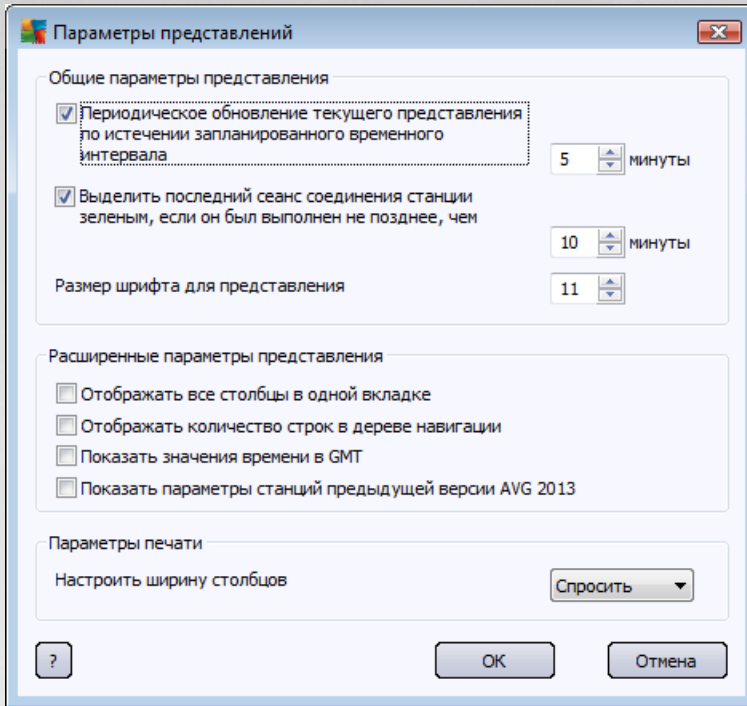 Параметры представлений
Общие параметры представления
Периодическое обновление текущего представления
по истечении запланированного временного
интервала
5 минуты
Выделить последний сеанс соединения станции
зеленым, если он был выполнен не позднее, чем
10 минуты
Размер шрифта для представления 11
Расширенные параметры представления
Отображать все столбцы в одной вкладке
Отображать количество строк в дереве навигации
Показать значения времени в GMT
Показать параметры станций предыдущей версии AVG 2013
Параметры печати
Настроить ширину столбцов Спросить
? ОК Отмена